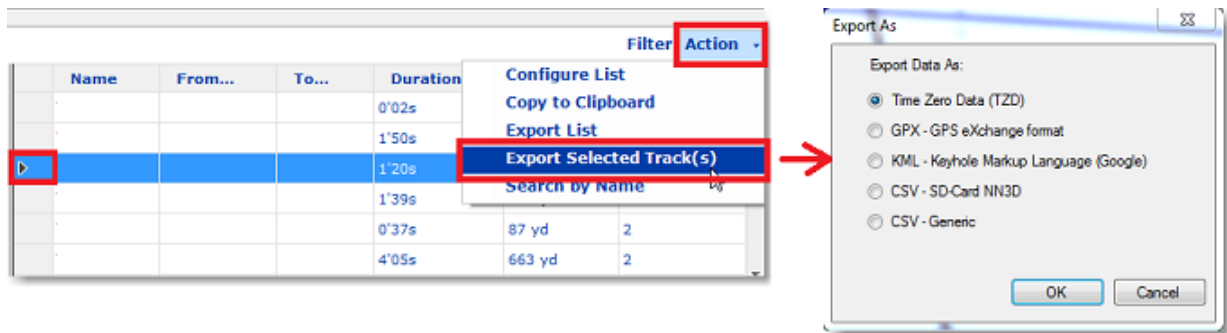 Filter Action
Name From... To... Duration
0'02s
1'50s
1'20s
1'39s
0'37s 87 yd 2
4'05s 663 yd 2
Configure List
Copy to Clipboard
Export List
Export Selected Track(s)
Search by Name
Export As
Export Data As:
Time Zero Data (TZD)
GPX - GPS eXchange format
KML - Keyhole Markup Language (Google)
CSV - SD-Card NN3D
CSV - Generic
OK Cancel